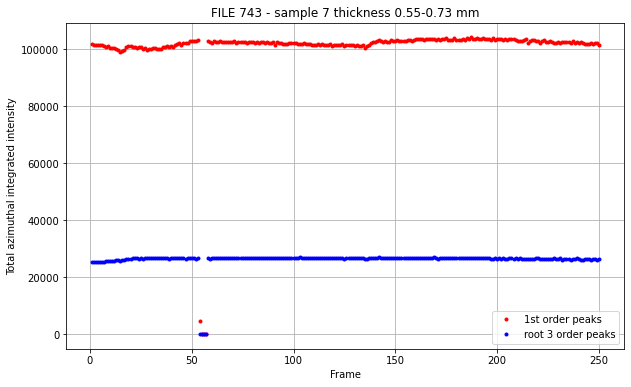 FILE 743 - sample 7 thickness 0.55-0.73 mm
100000
80000
60000
40000
20000
0
Total azimuthal integrated intensity
0
50
100
150
200
250
Frame
1st order peaks
root 3 order peaks